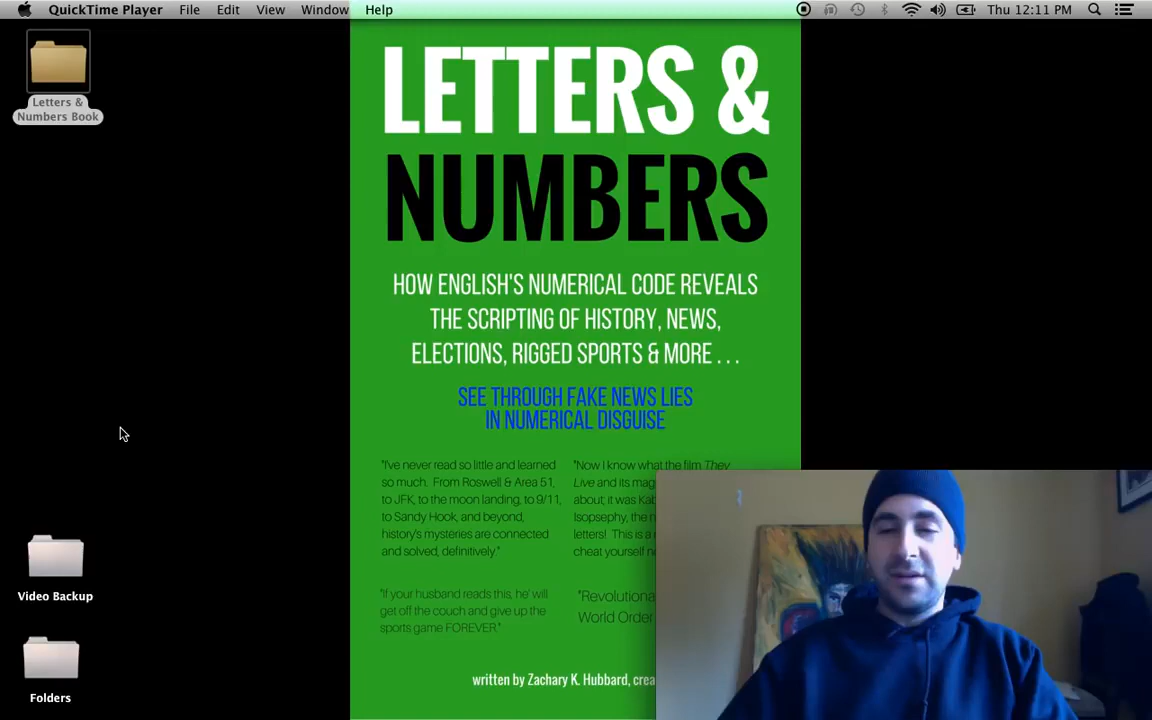 QuickTime Player File Edit View Window Help Thu 12:11 PM
Letters &
Numbers Book
Video Backup
Folders
LETTERS &
NUMBERS
HOW ENGLISH'S NUMERICAL CODE REVEALS
THE SCRIPTING OF HISTORY, NEWS,
ELECTIONS, RIGGED SPORTS & MORE . . .
SEE THROUGH FAKE NEWS LIES
IN NUMERICAL DISGUISE
"I've never read so little and learned
so much. From Roswell & Area 51,
to JFK, to the moon landing, to 9/11,
to Sandy Hook, and beyond,
history's mysteries are connected
and solved, definitively."
"Now I know what the film They
Live and its mag
about; it was Kab
Isopsephy, the n
letters! This is a
cheat yourself n
"If your husband reads this, he' will
get off the couch and give up the
sports game FOREVER."
"Revolutiona
World Order
written by Zachary K. Hubbard, crea